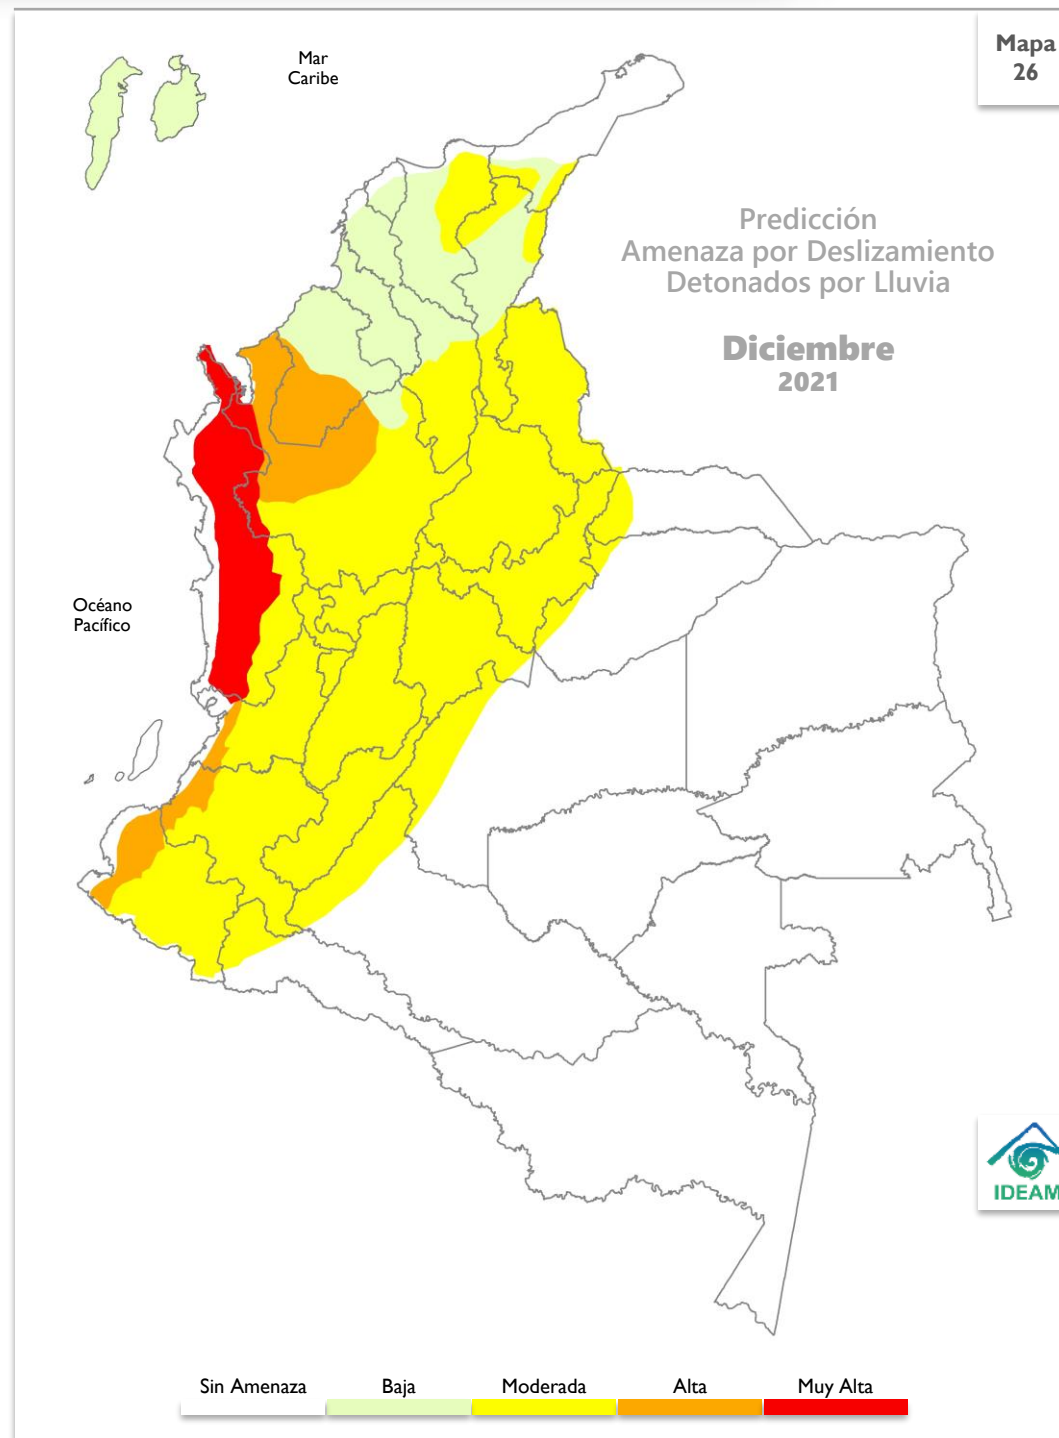 Mar
Caribe
Mapa
26
Predicción
Amenaza por Deslizamiento
Detonados por Lluvia
Diciembre
2021
Océano
Pacífico
IDEAM
Sin Amenaza
Baja
Moderada
Alta
Muy Alta